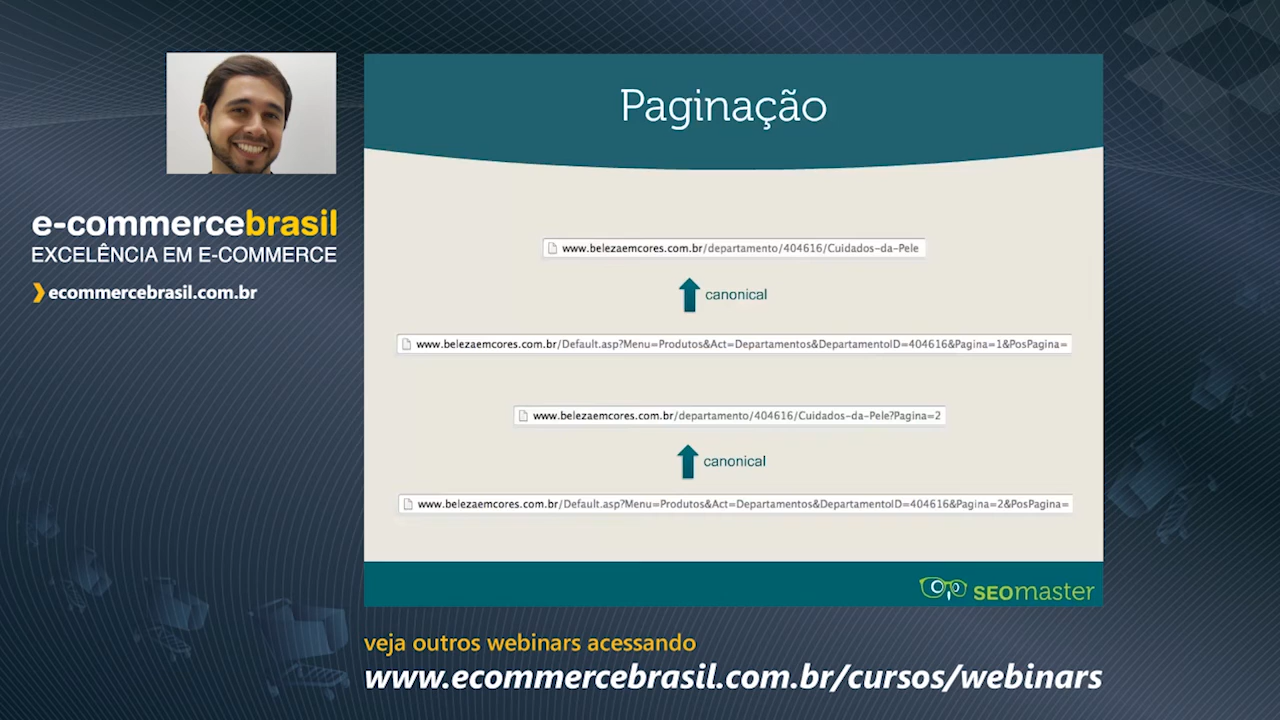 e-commercebrasil
EXCELÊNCIA EM E-COMMERCE
ecommercebrasil.com.br
Paginação
www.belezaemcores.com.br/departamento/404616/Cuidados-da-Pele
canonical
www.belezaemcores.com.br/Default.asp?Menu=Produtos&Act=Departamentos&DepartamentoID=404616&Pagina=1&PosPagina=
www.belezaemcores.com.br/departamento/404616/Cuidados-da-Pele?Pagina=2
canonical
www.belezaemcores.com.br/Default.asp?Menu=Produtos&Act=Departamentos&DepartamentoID=404616&Pagina=2&PosPagina=
SEOmaster
veja outros webinars acessando
www.ecommercebrasil.com.br/cursos/webinars